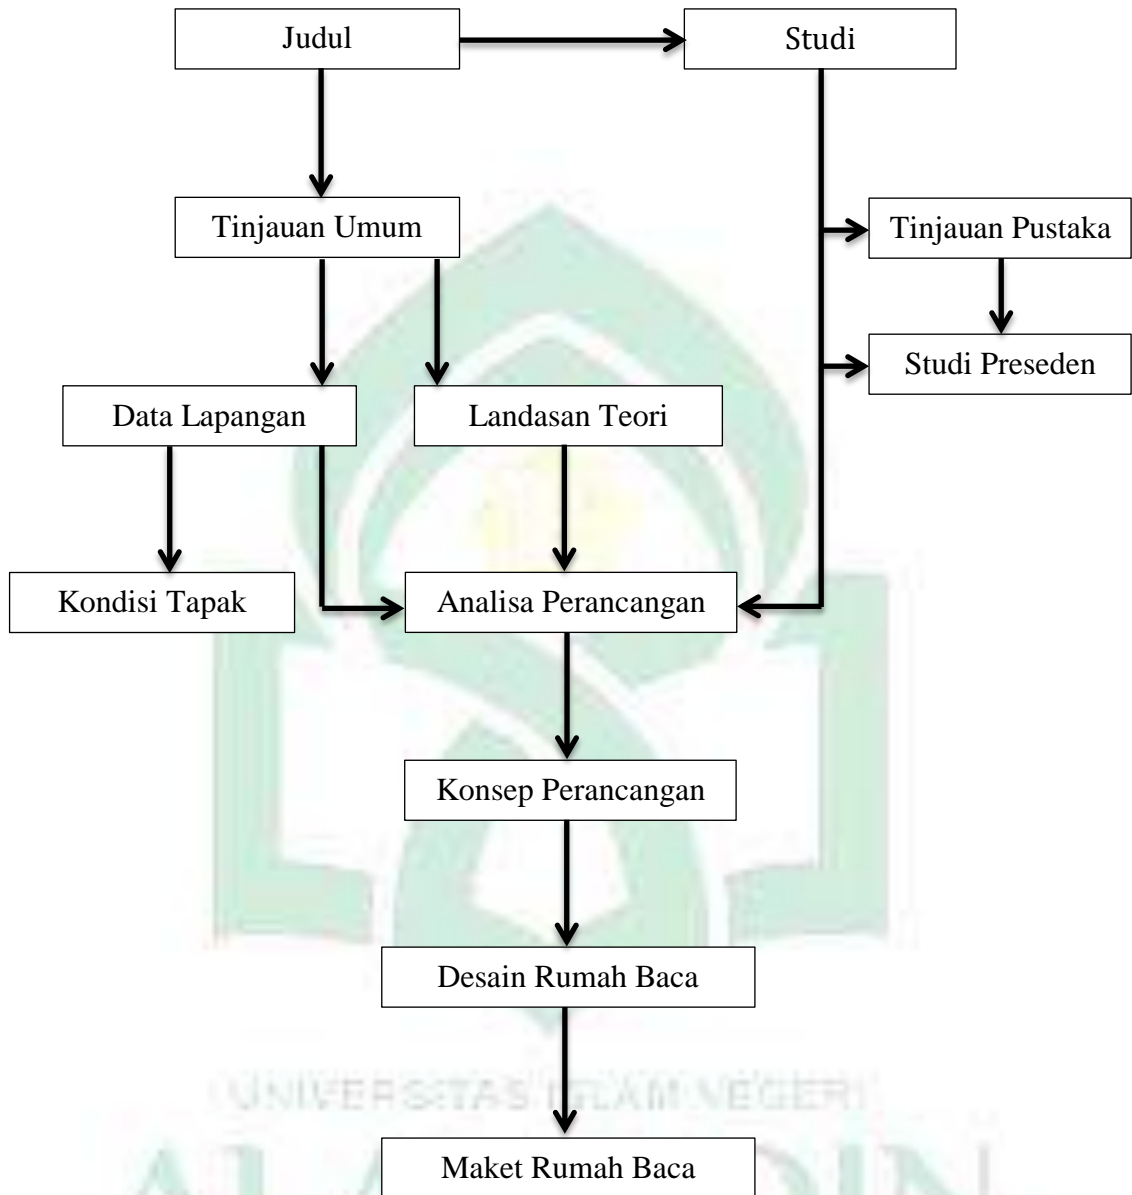 Judul
Studi
Tinjauan Umum
Tinjauan Pustaka
Studi Preseden
Data Lapangan
Landasan Teori
Kondisi Tapak
Analisa Perancangan
Konsep Perancangan
Desain Rumah Baca
UNIVERSITAS ISLAM NEGERI
Maket Rumah Baca